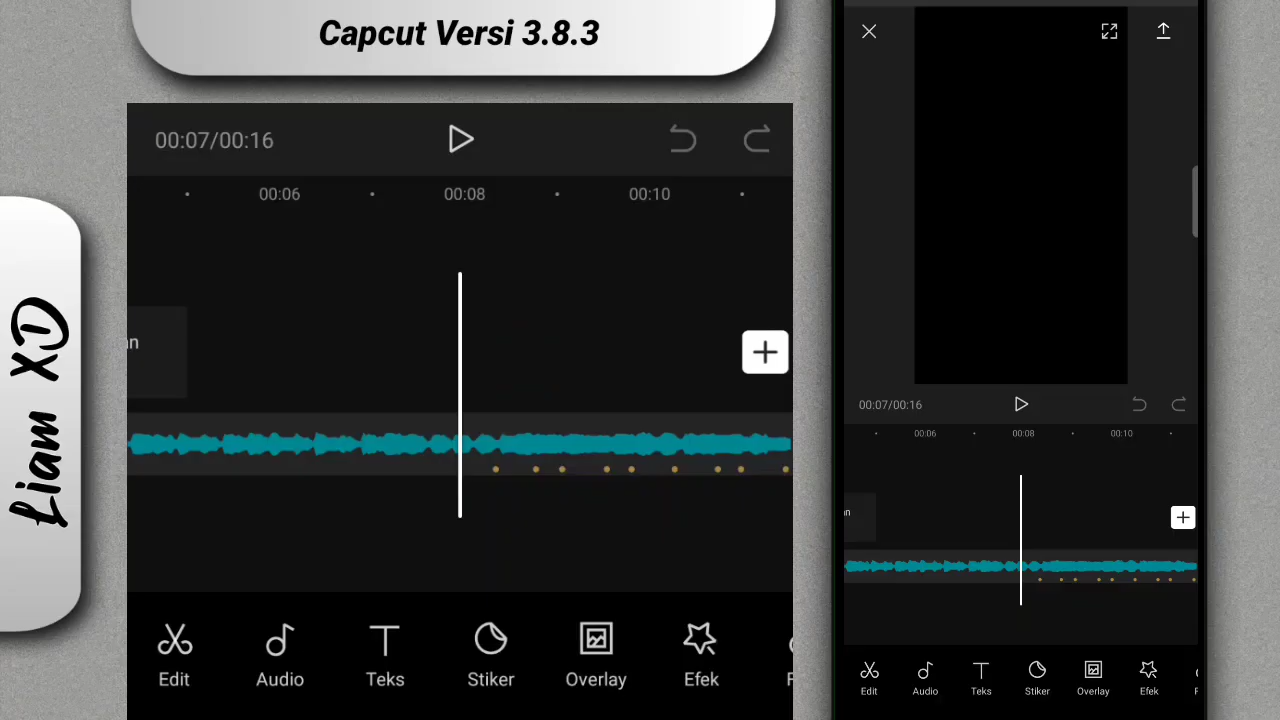 Capcut Versi 3.8.3
Liam XD
00:07/00:16
00:06
00:08
00:10
an
Edit
Audio
Teks
Stiker
Overlay
Efek
F
00:07/00:16
00:06
00:08
00:10
an
Edit
Audio
Teks
Stiker
Overlay
Efek
F